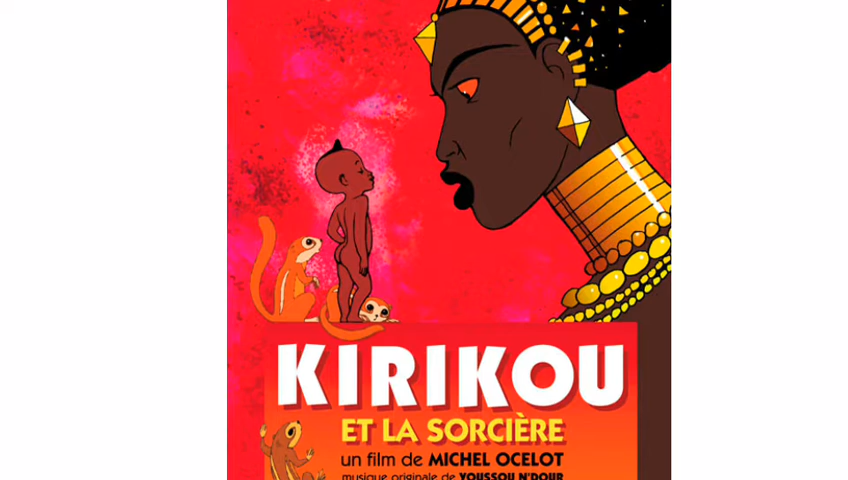 KIRIKOU
ET LA SORCIÈRE
un film de MICHEL OCELOT
musique originale de YOUSSOU N'DOUR